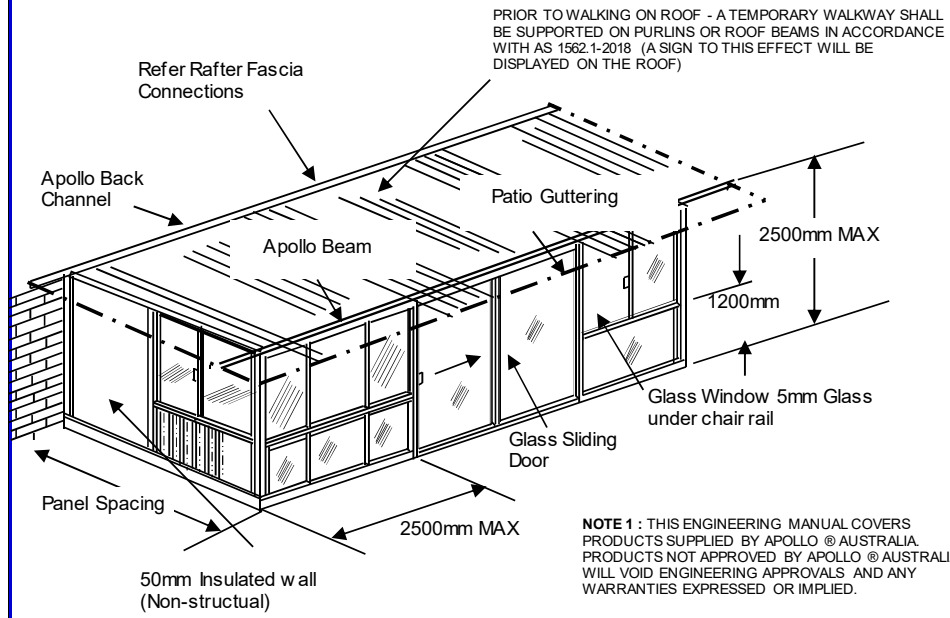 PRIOR TO WALKING ON ROOF - A TEMPORARY WALKWAY SHALL
BE SUPPORTED ON PURLINS OR ROOF BEAMS IN ACCORDANCE
WITH AS 1562.1-2018 (A SIGN TO THIS EFFECT WILL BE
DISPLAYED ON THE ROOF)
Refer Rafter Fascia
Connections
Apollo Back
Channel
Patio Guttering
Apollo Beam
2500mm MAX
1200mm
Glass Window 5mm Glass
under chair rail
Glass Sliding
Door
Panel Spacing
2500mm MAX
50mm Insulated wall
(Non-structual)
NOTE 1 : THIS ENGINEERING MANUAL COVERS
PRODUCTS SUPPLIED BY APOLLO ® AUSTRALIA.
PRODUCTS NOT APPROVED BY APOLLO ® AUSTRALI
WILL VOID ENGINEERING APPROVALS AND ANY
WARRANTIES EXPRESSED OR IMPLIED.